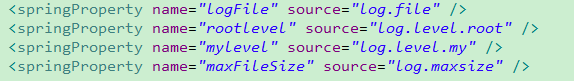 <springProperty name="logFile" source="log.file" />
<springProperty name="rootlevel" source="log.level.root" />
<springProperty name="mylevel" source="log.level.my" />
<springProperty name="maxFileSize" source="log.maxsize" />